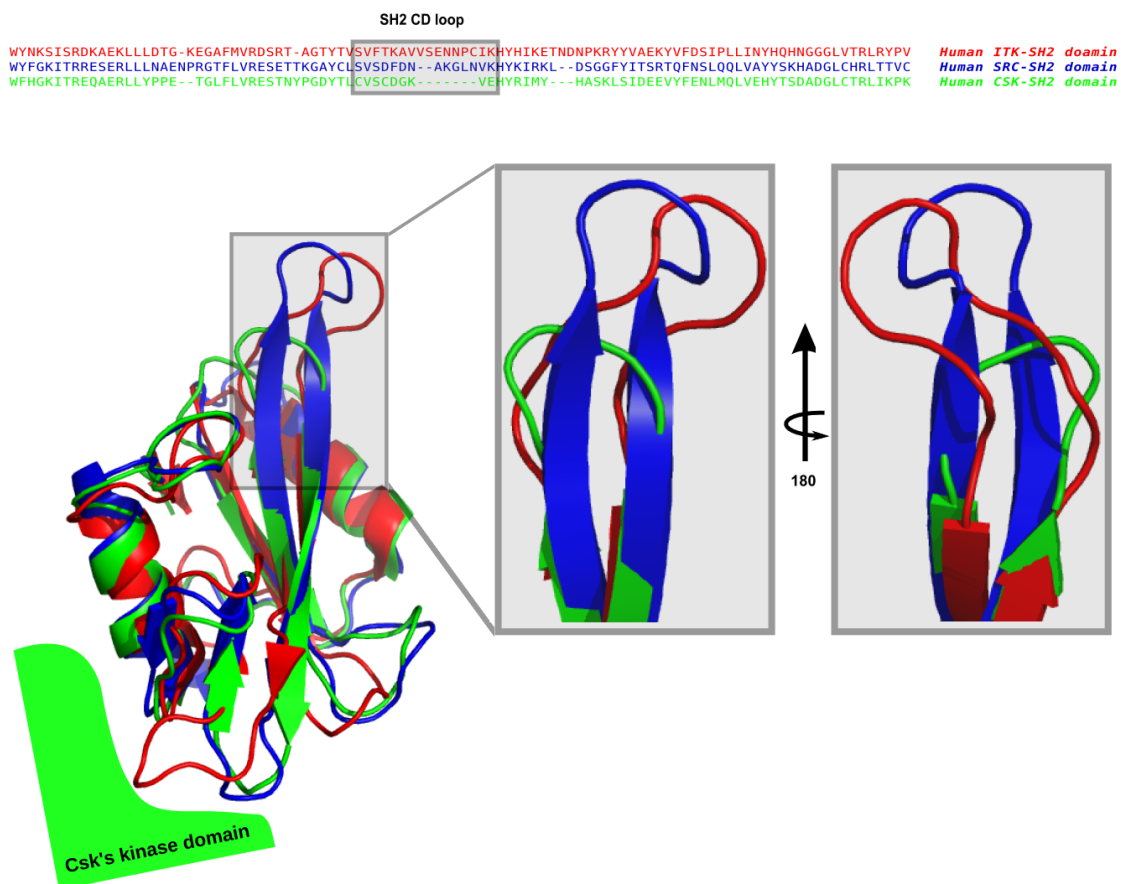 SH2 CD loop
WYNKSISRDKAEKLLLDTG-KEGAFMVRDSRT-AGTYTVSVFTKAVVSENNPCIKHYHIKETNDNPKRYYVAEKYVFDSIPLLINYHQHNGGGLVTRLRYPV Human ITK-SH2 doamin
WYFGKITRRESERLLLNAENPRGTFLVRESETTKGAYCLSVSDFDN--AKGLNVKHYKIRKL--DSGGFYITSRTQFNSLQQLVAYYSKHADGLCHRLTTVC Human SRC-SH2 domain
WFHGKITREQAERLLYPPE--TGLFLVRESTNYPGDYTLCVSCDGK-------VEHYRIMY---HASKLSIDEEVYFENLMQLVEHYTSDADGLCTRLIKPK Human CSK-SH2 domain
180
Csk's kinase domain